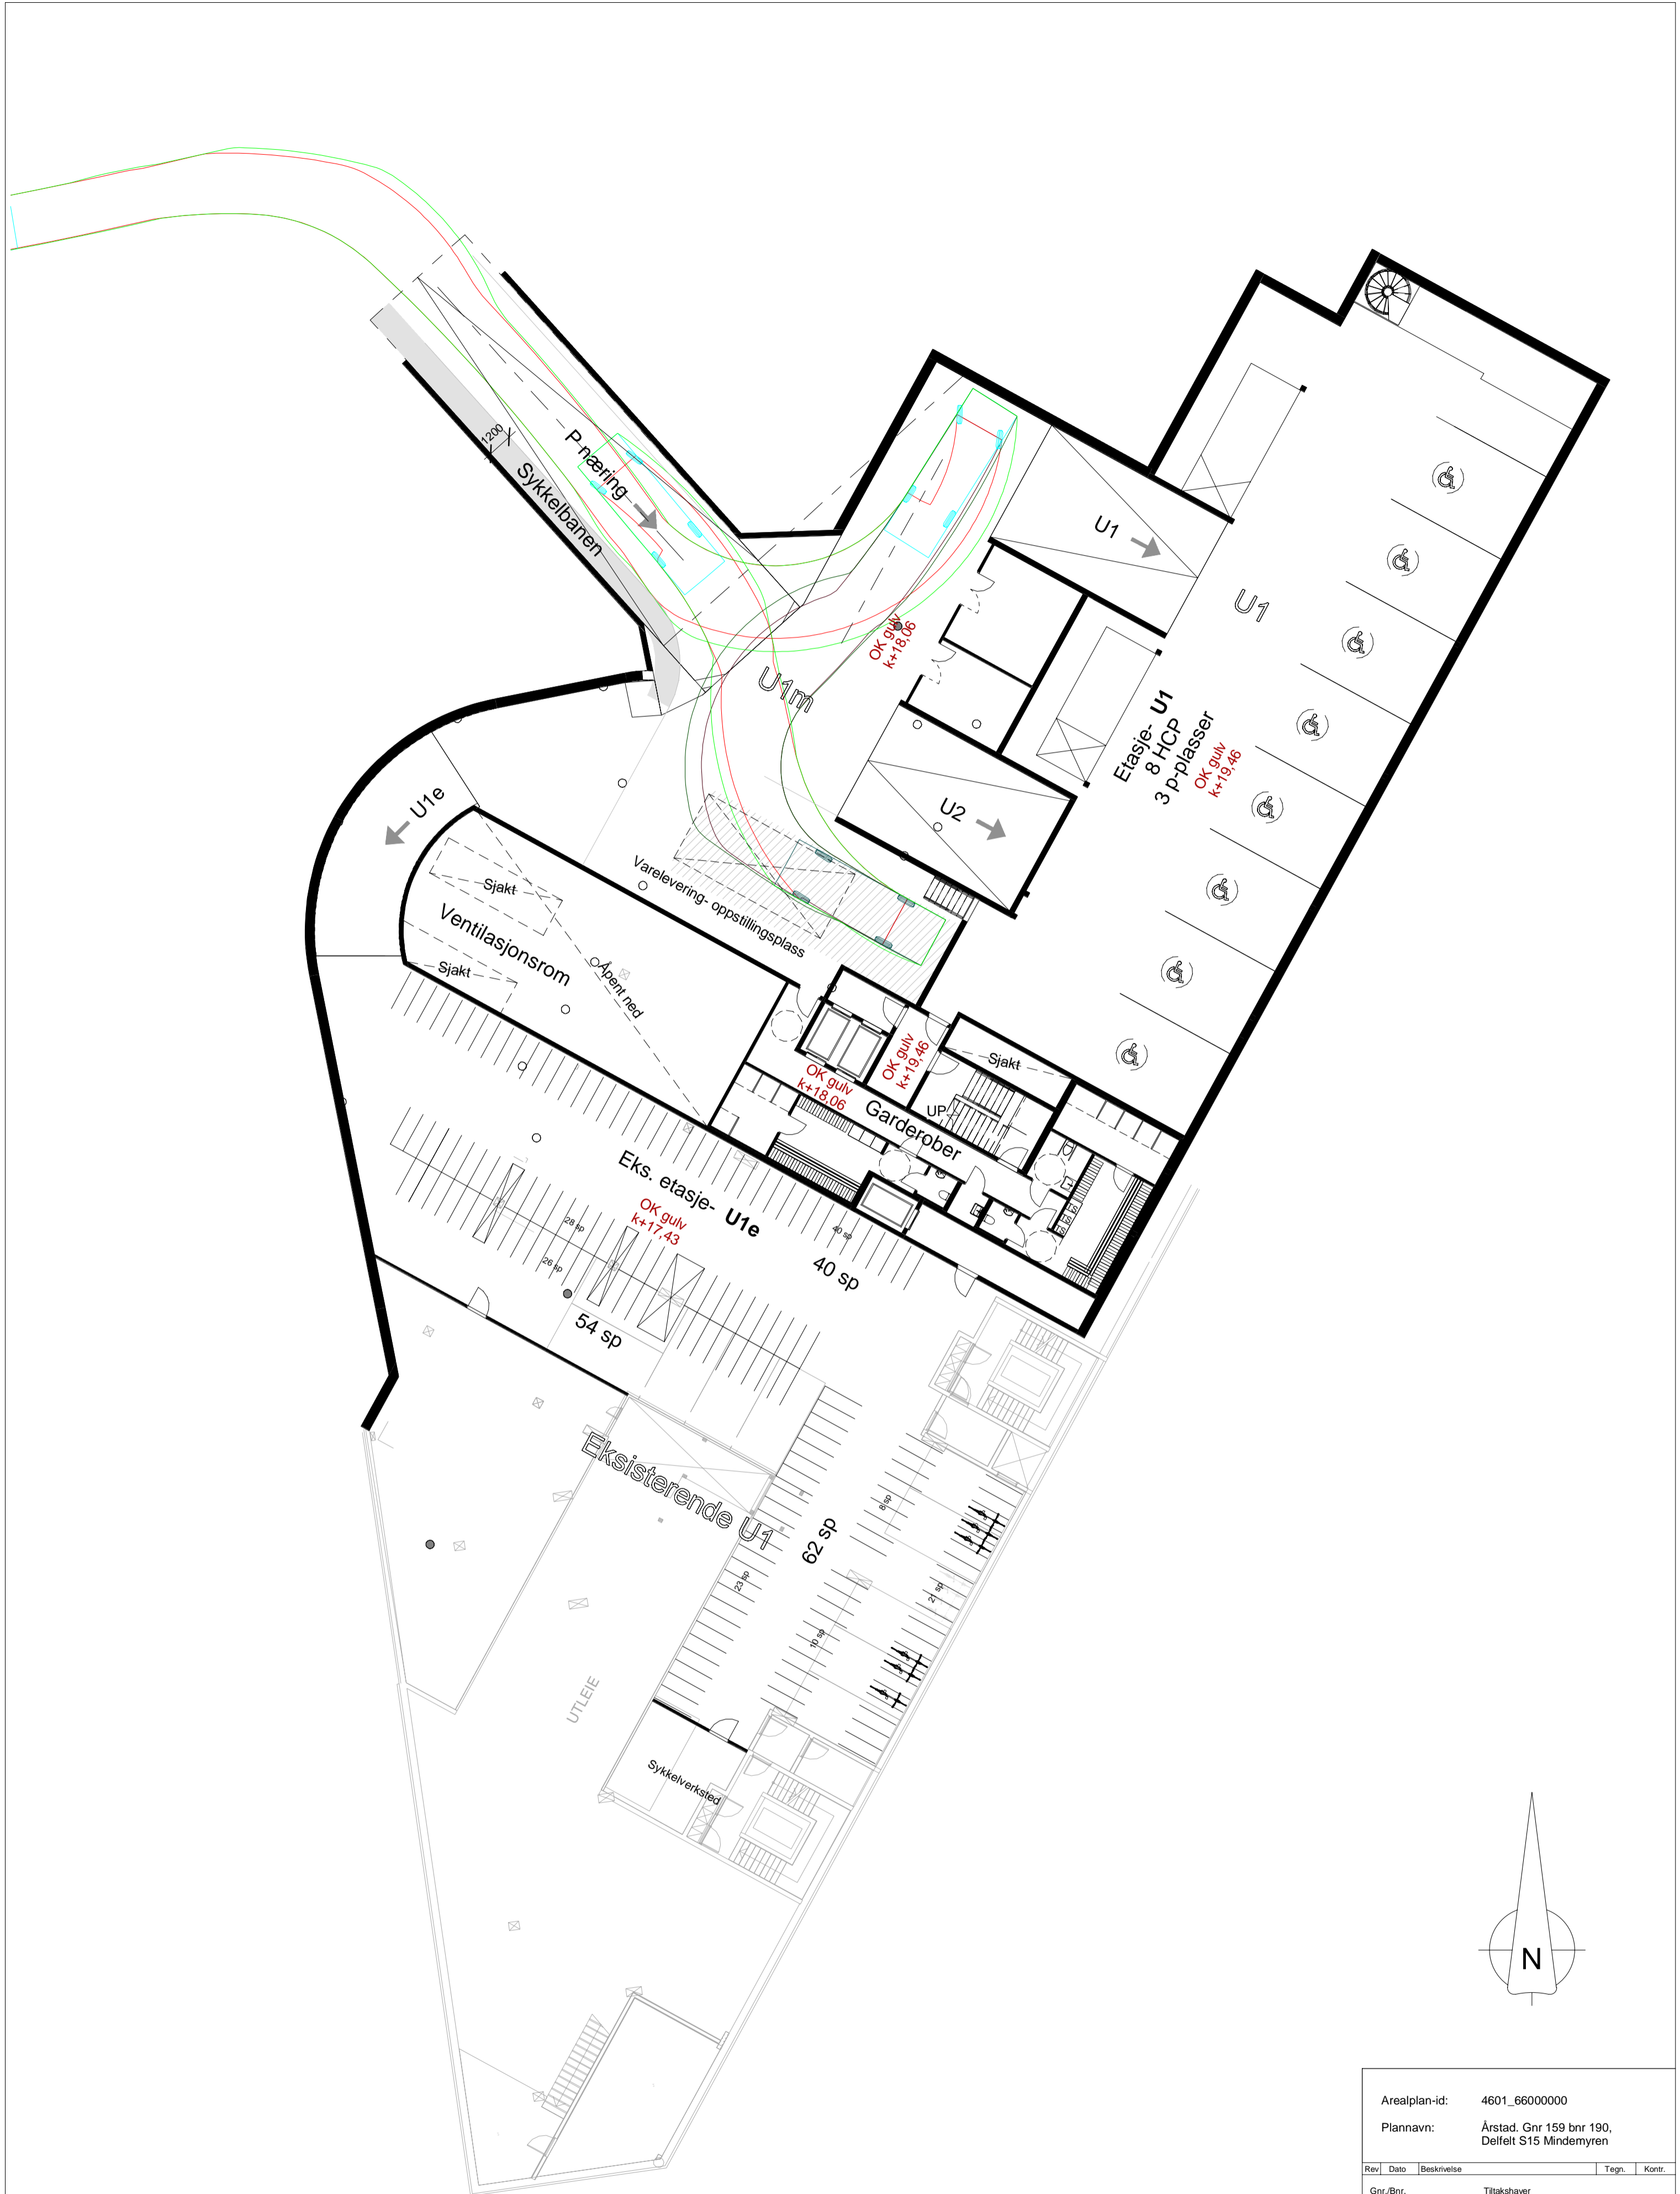 1200
P næring
Sykkelbanen
U1
U1
OK gulv
k+18,06
U1m
Etasje- U1
8 HCP
3 p-plasser
OK gulv
k+19,46
U1e
U2
Sjakt
Varelevering- oppstillingsplass
Ventilasjonsrom
Sjakt
Åpent ned
OK gulv
k+19,46
Sjakt
OK gulv
k+18,06
Garderober
UP
Eks. etasje- U1e
OK gulv
k+17,43
28 sp
26 sp
40 sp
40 sp
54 sp
Eksisterende U1
8 sp
62 sp
23 sp
21 sp
10 sp
UTLEIE
Sykkelverksted
N
Arealplan-id: 4601_66000000
Plannavn: Årstad. Gnr 159 bnr 190,
Delfelt S15 Mindemyren
Rev Dato Beskrivelse Tegn. Kontr.
Gnr./Bnr. Tiltakshaver